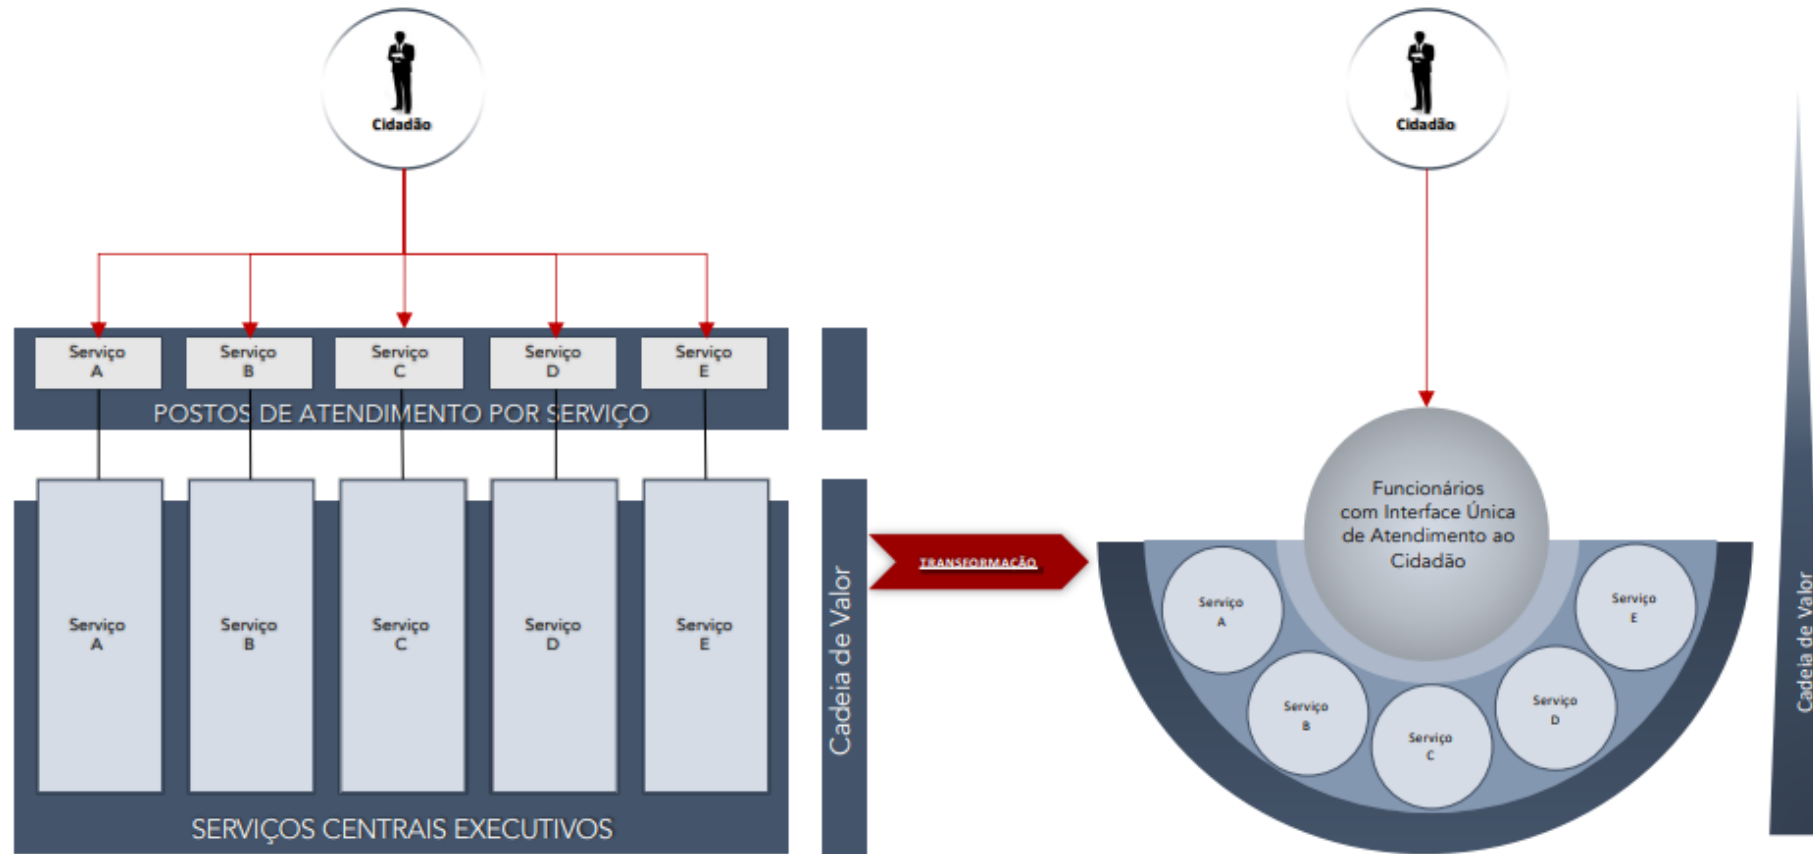 Cidadão
Serviço
A
Serviço
B
Serviço
C
Serviço
D
Serviço
E
POSTOS DE ATENDIMENTO POR SERVIÇO
Serviço
A
Serviço
B
Serviço
C
Serviço
D
Serviço
E
SERVIÇOS CENTRAIS EXECUTIVOS
Cadeia de Valor
TRANSFORMAÇÃO
Cidadão
Funcionários
com Interface Única
de Atendimento ao
Cidadão
Serviço
A
Serviço
B
Serviço
C
Serviço
D
Serviço
E
Cadeia de Valor